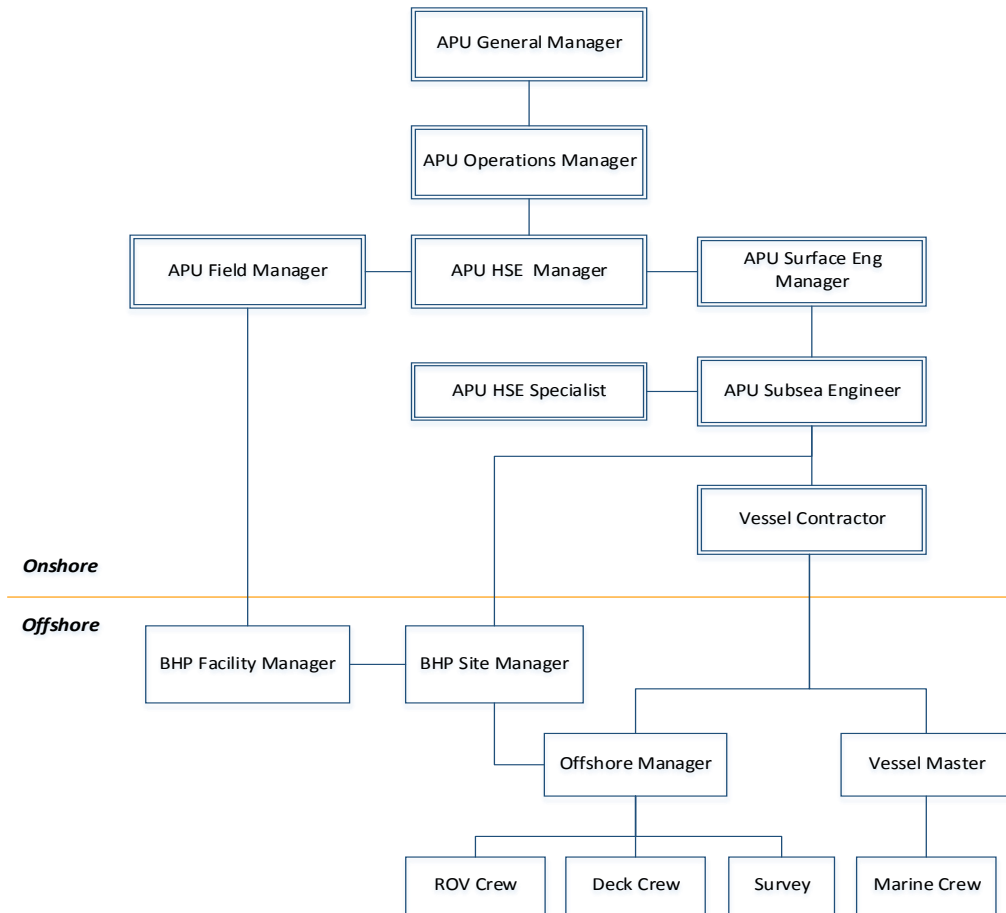 APU General Manager
APU Operations Manager
APU Field Manager
APU HSE  Manager
APU Surface Eng
Manager
APU HSE Specialist
APU Subsea Engineer
Vessel Contractor
Onshore
Offshore
BHP Facility Manager
BHP Site Manager
Offshore Manager
Vessel Master
ROV Crew
Deck Crew
Survey
Marine Crew